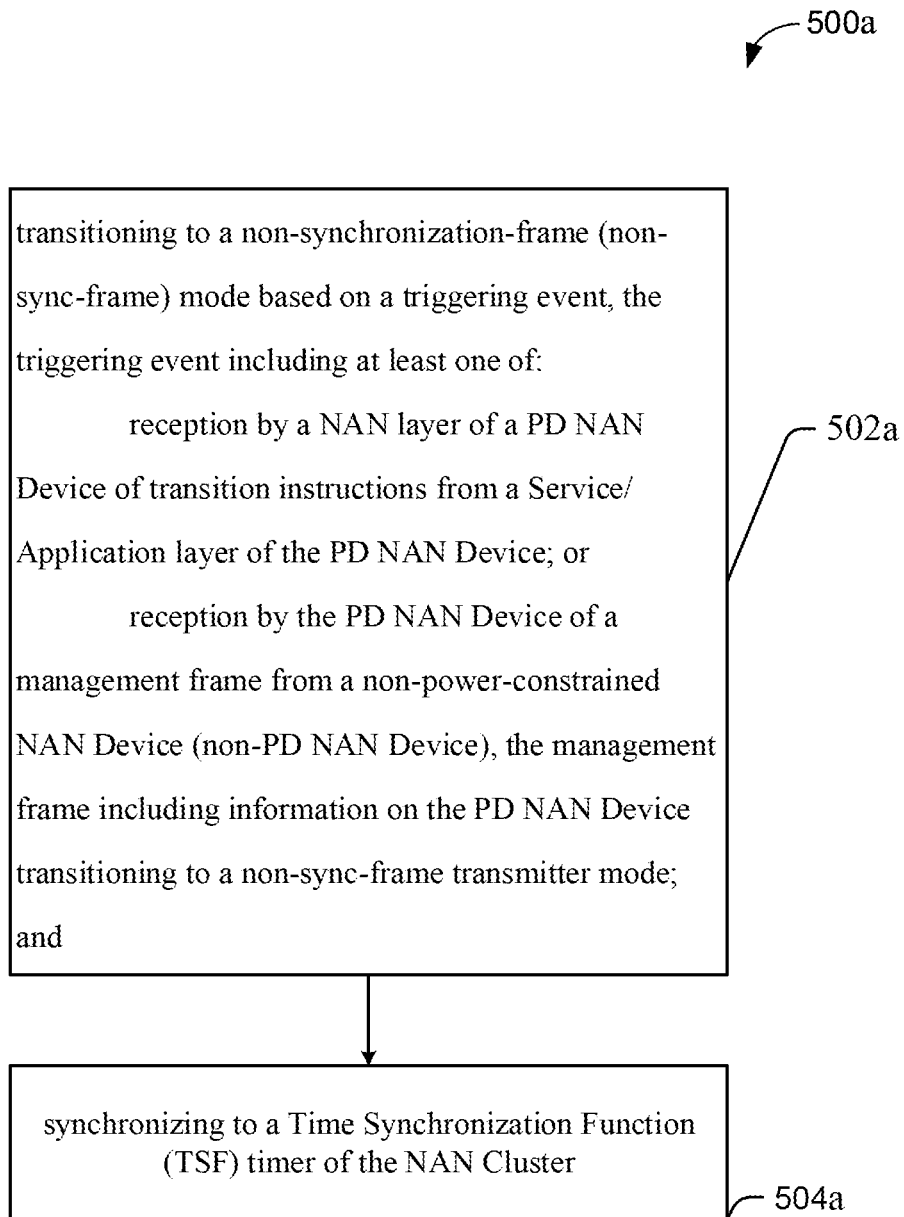 500a
transitioning to a non-synchronization-frame (non-
sync-frame) mode based on a triggering event, the
triggering event including at least one of:
reception by a NAN layer of a PD NAN
Device of transition instructions from a Service/
Application layer of the PD NAN Device; or
reception by the PD NAN Device of a
management frame from a non-power-constrained
NAN Device (non-PD NAN Device), the management
frame including information on the PD NAN Device
transitioning to a non-sync-frame transmitter mode;
and
502a
synchronizing to a Time Synchronization Function
(TSF) timer of the NAN Cluster
504a